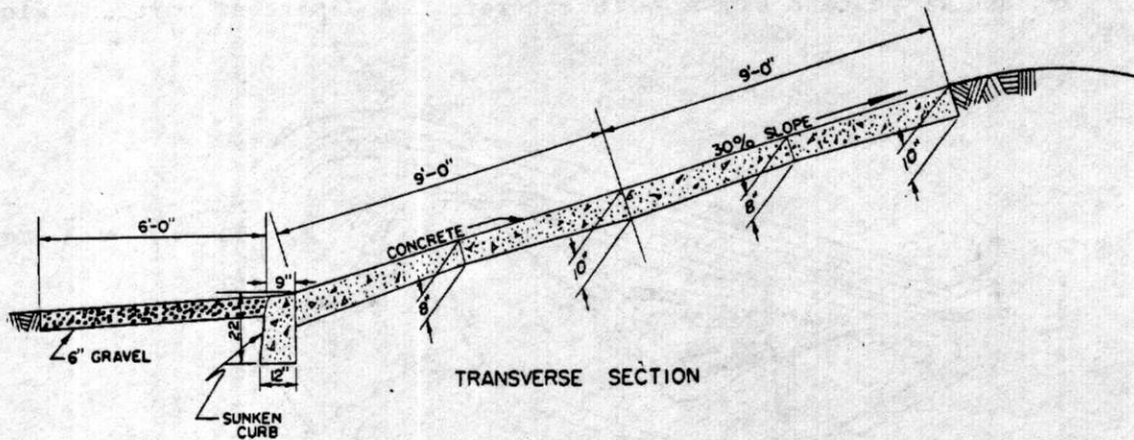 9'-0"
9'-0"
30% SLOPE
10"
8"
6'-0"
CONCRETE
10"
9"
8"
22
6" GRAVEL
12"
TRANSVERSE SECTION
SUNKEN
CURB